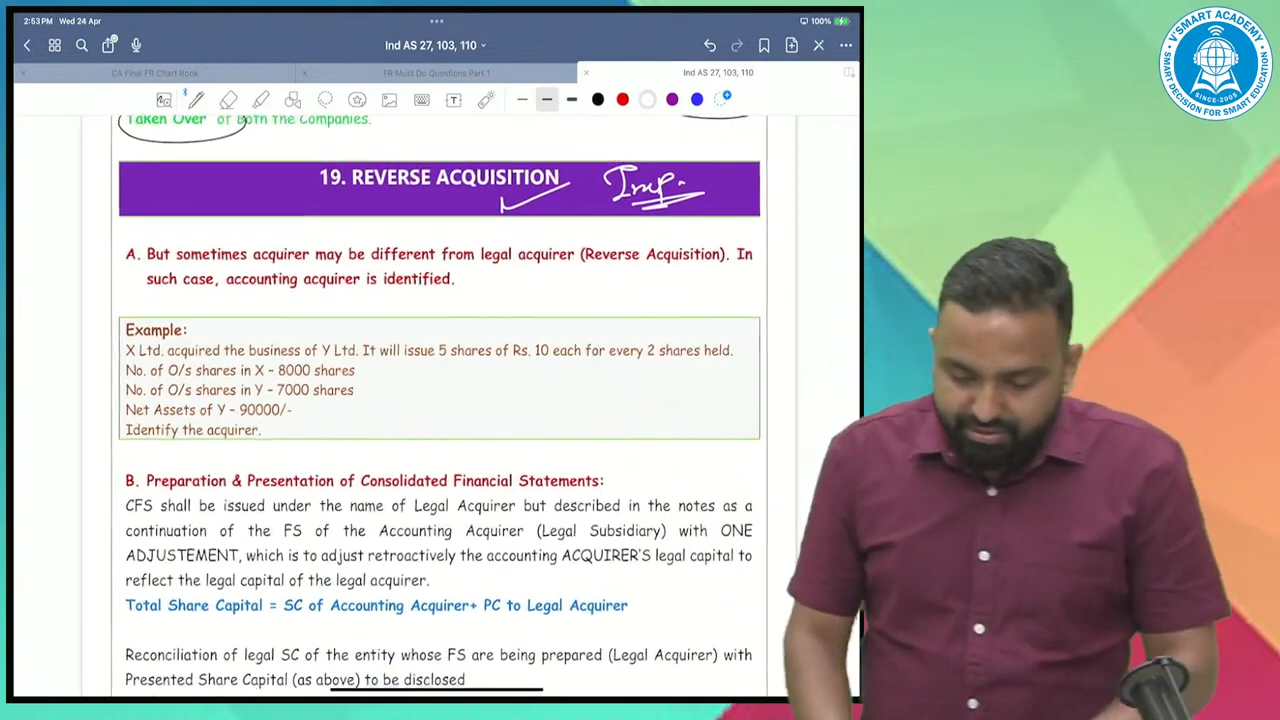 2:53 PM Wed 24 Apr
100%
Ind AS 27, 103, 110
CA Final FR Chart Book
FR Must Do Questions Part 1
Ind AS 27, 103, 110
Taken Over of Both the Companies.
19. REVERSE ACQUISITION Imp.
A. But sometimes acquirer may be different from legal acquirer (Reverse Acquisition). In
such case, accounting acquirer is identified.
Example:
X Ltd. acquired the business of Y Ltd. It will issue 5 shares of Rs. 10 each for every 2 shares held.
No. of O/s shares in X – 8000 shares
No. of O/s shares in Y – 7000 shares
Net Assets of Y – 90000/-
Identify the acquirer.
B. Preparation & Presentation of Consolidated Financial Statements:
CFS shall be issued under the name of Legal Acquirer but described in the notes as a
continuation of the FS of the Accounting Acquirer (Legal Subsidiary) with ONE
ADJUSTEMENT, which is to adjust retroactively the accounting ACQUIRER'S legal capital to
reflect the legal capital of the legal acquirer.
Total Share Capital = SC of Accounting Acquirer+ PC to Legal Acquirer
Reconciliation of legal SC of the entity whose FS are being prepared (Legal Acquirer) with
Presented Share Capital (as above) to be disclosed
V'SMART ACADEMY
SMART DECISION FOR SMART EDUCATION
SINCE-2005